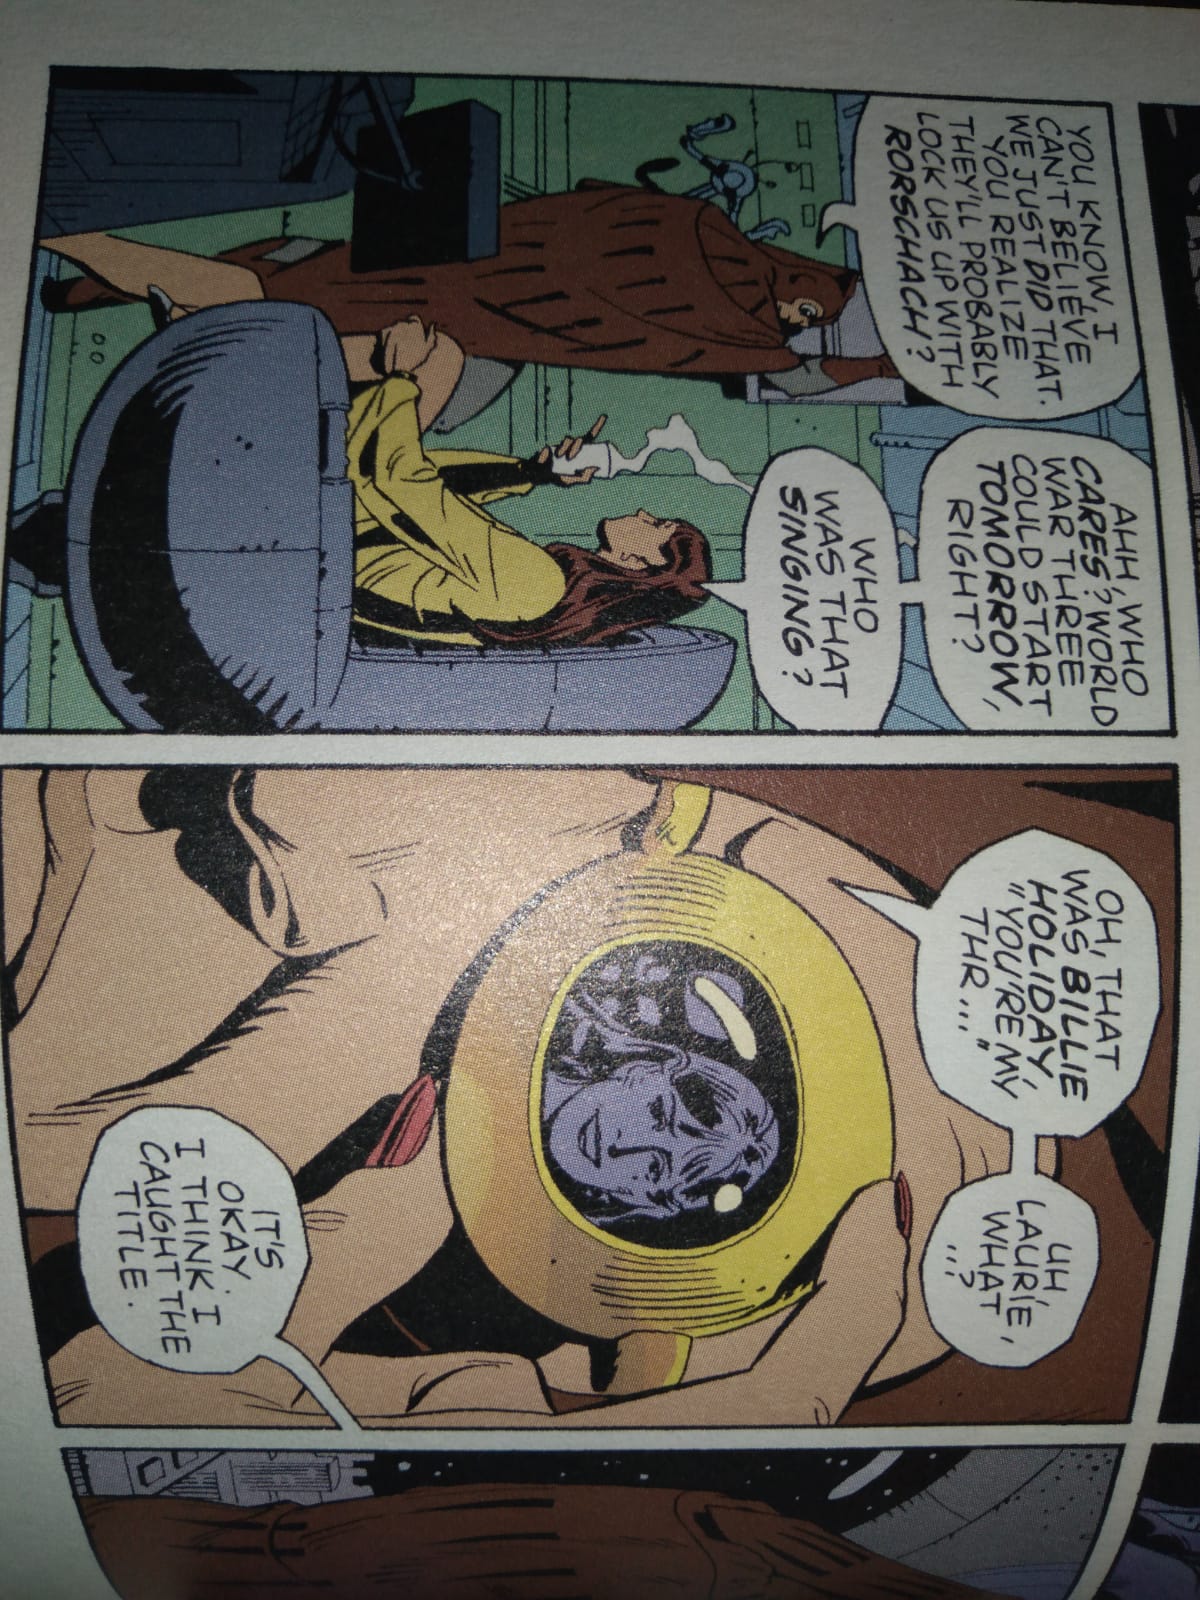 YOU KNOW, I
CAN'T BELIEVE
WE JUST DID THAT.
YOU REALIZE
THEY'LL PROBABLY
LOCK US UP WITH
RORSCHACH?
AHH, WHO
CARES? WORLD
WAR THREE
COULD START
TOMORROW,
RIGHT?
WHO
WAS THAT
SINGING?
OH, THAT
WAS BILLIE
HOLIDAY,
"YOU'RE MY
THR..."
UH,
LAURIE,
WHAT
..?
IT'S
OKAY.
I THINK I
CAUGHT THE
TITLE.